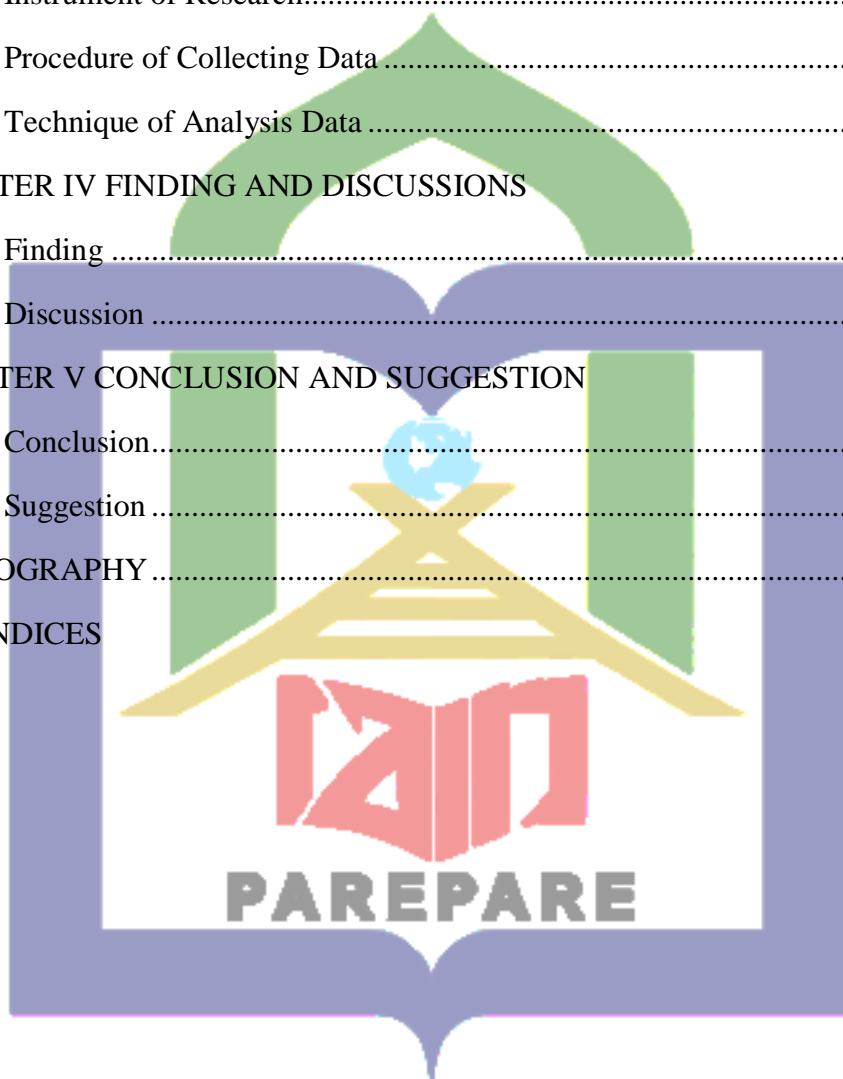 Instrument of Research....................................................................................
Procedure of Collecting Data ..........................................................................
Technique of Analysis Data .............................................................................
TER IV FINDING AND DISCUSSIONS
Finding ............................................................................................................
Discussion .......................................................................................................
TER V CONCLUSION AND SUGGESTION
Conclusion.......................................................................................................
Suggestion .......................................................................................................
OGRAPHY .......................................................................................................
NDICES
iain
PAREPARE